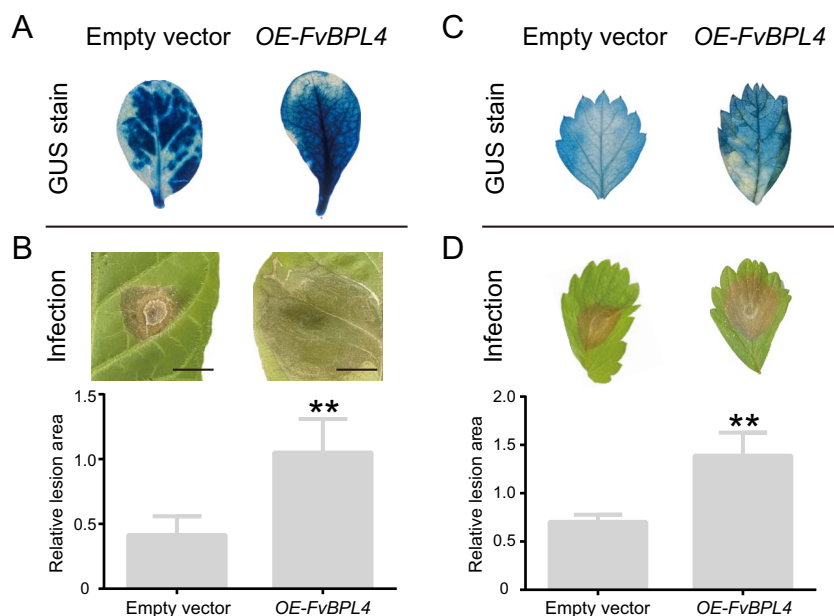 A
Empty vector
OE-FvBPL4
GUS stain
B
Infection
Relative lesion area
1.5
1.0
0.5
0
**
Empty vector
OE-FvBPL4
C
Empty vector
OE-FvBPL4
GUS stain
D
Infection
Relative lesion area
2.0
1.5
1.0
0.5
0
**
Empty vector
OE-FvBPL4